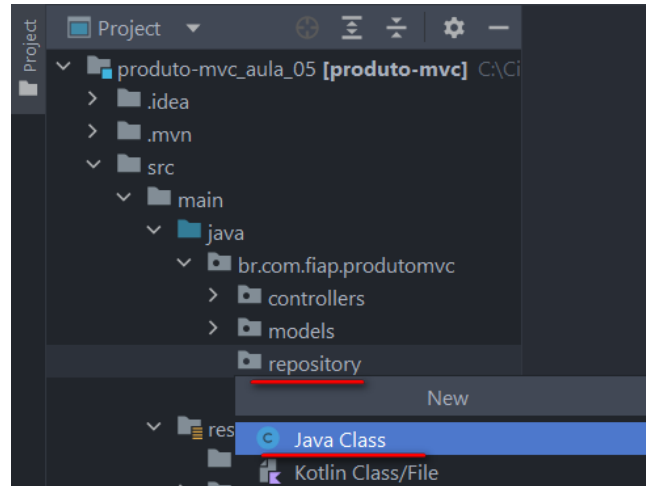 Project
Project
produto-mvc_aula_05 [produto-mvc] C:\Ci
.idea
.mvn
src
main
java
br.com.fiap.produtomvc
controllers
models
repository
New
res
Java Class
Kotlin Class/File